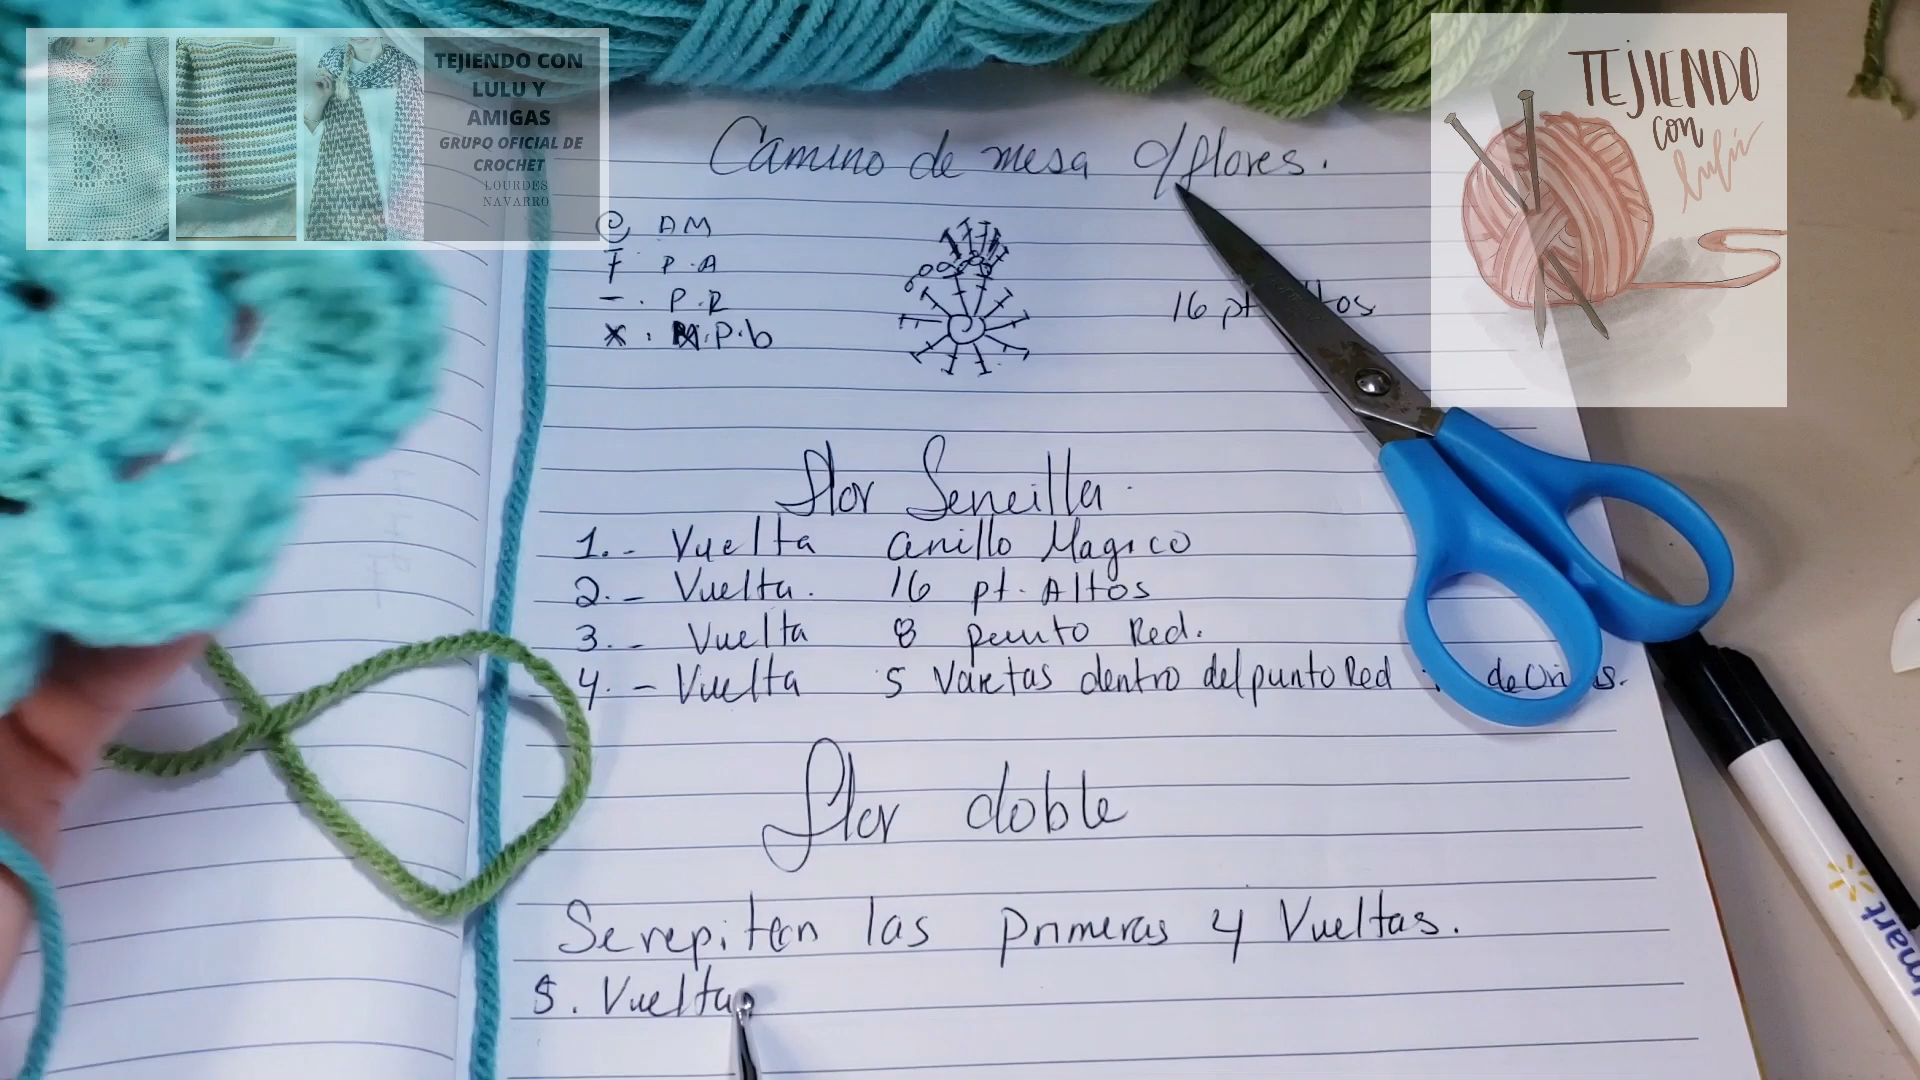 TEJIENDO CON
LULU Y
AMIGAS
GRUPO OFICIAL DE
CROCHET
LOURDES
NAVARRO
TEJIENDO
con
lulú
Camino de mesa c/flores.
AM
P.A
P.R
P.b
16 pt
Flor Sencilla
1.- Vuelta anillo Magico
2.- Vuelta. 16 pt. Altos
3.- Vuelta 8 punto Red.
4.- Vuelta 5 Varetas dentro del punto Red
Flor doble
Se repiten las primeras 4 Vueltas.
5. Vuelta